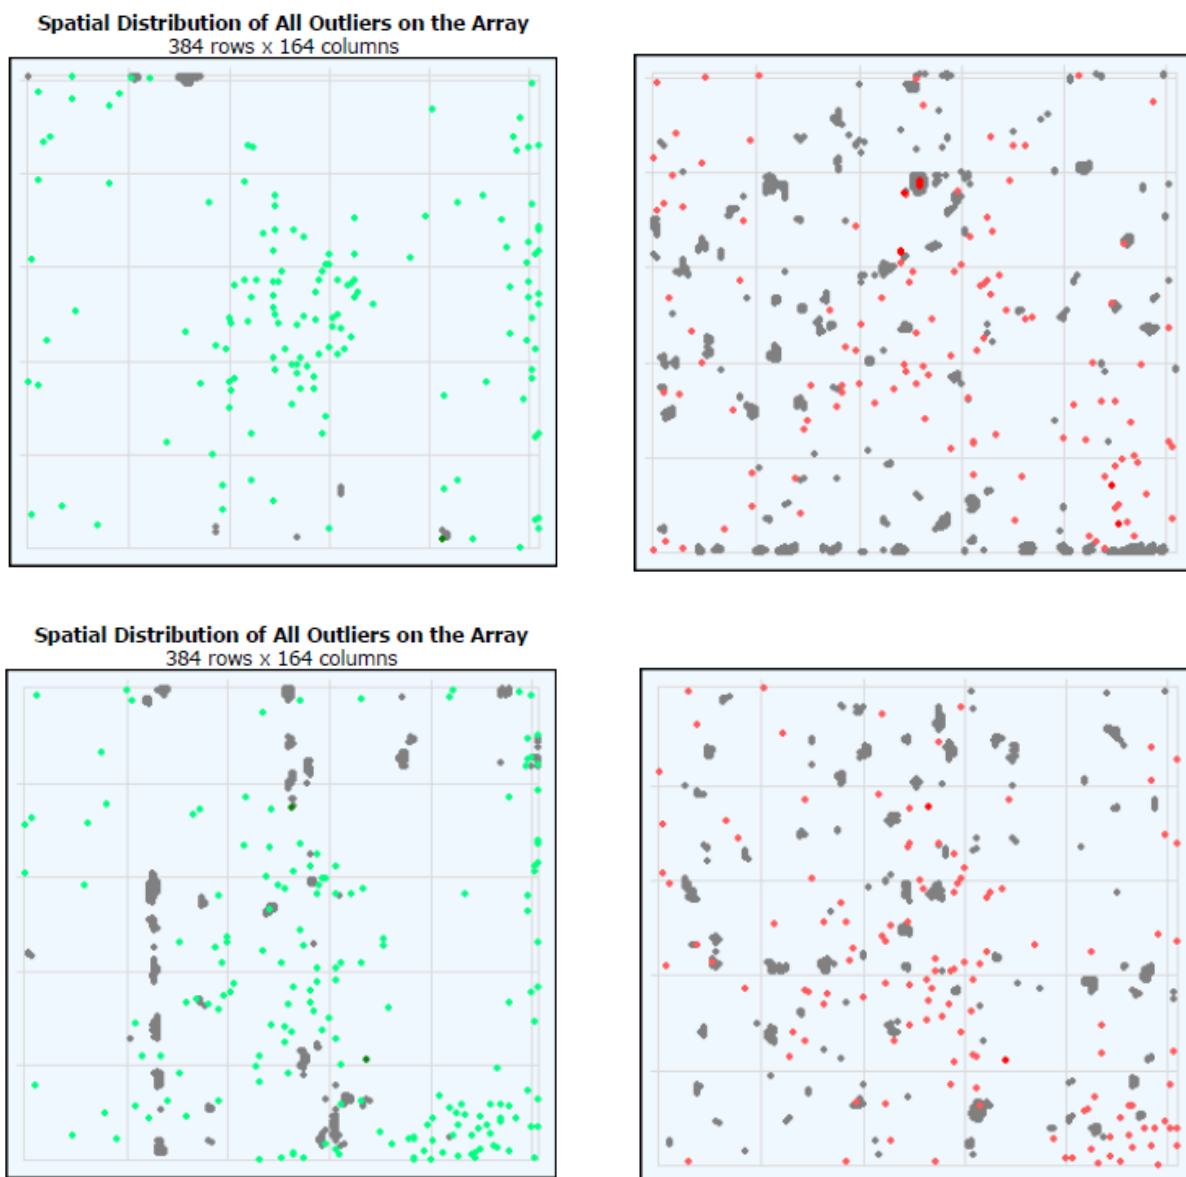 Spatial Distribution of All Outliers on the Array
384 rows x 164 columns
Spatial Distribution of All Outliers on the Array
384 rows x 164 columns